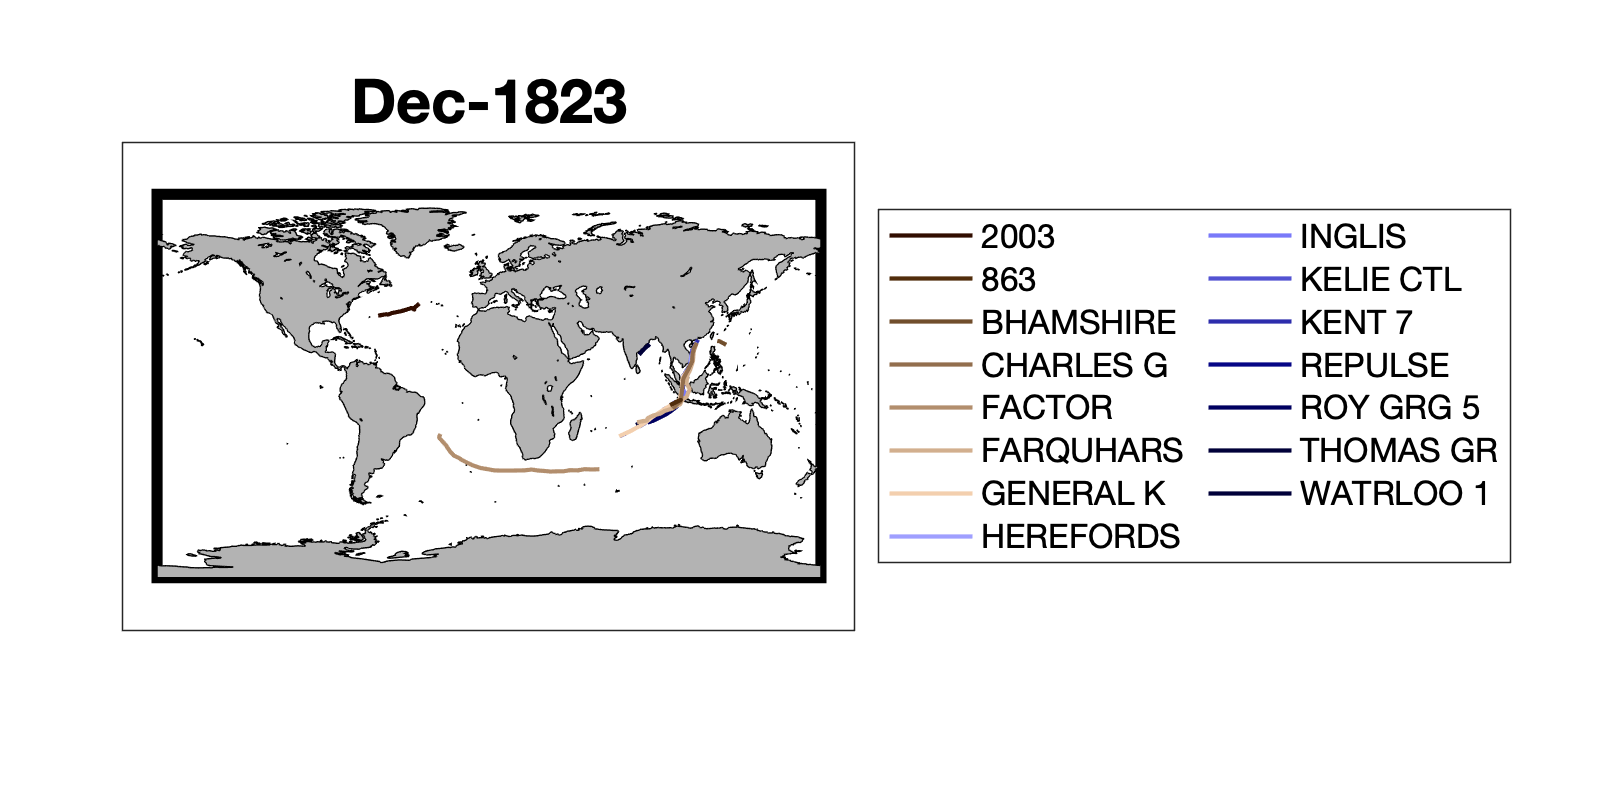 Dec-1823
2003
863
BHAMSHIRE
CHARLES G
FACTOR
FARQUHARS
GENERAL K
HEREFORDS
INGLIS
KELIE CTL
KENT 7
REPULSE
ROY GRG 5
THOMAS GR
WATRLOO 1